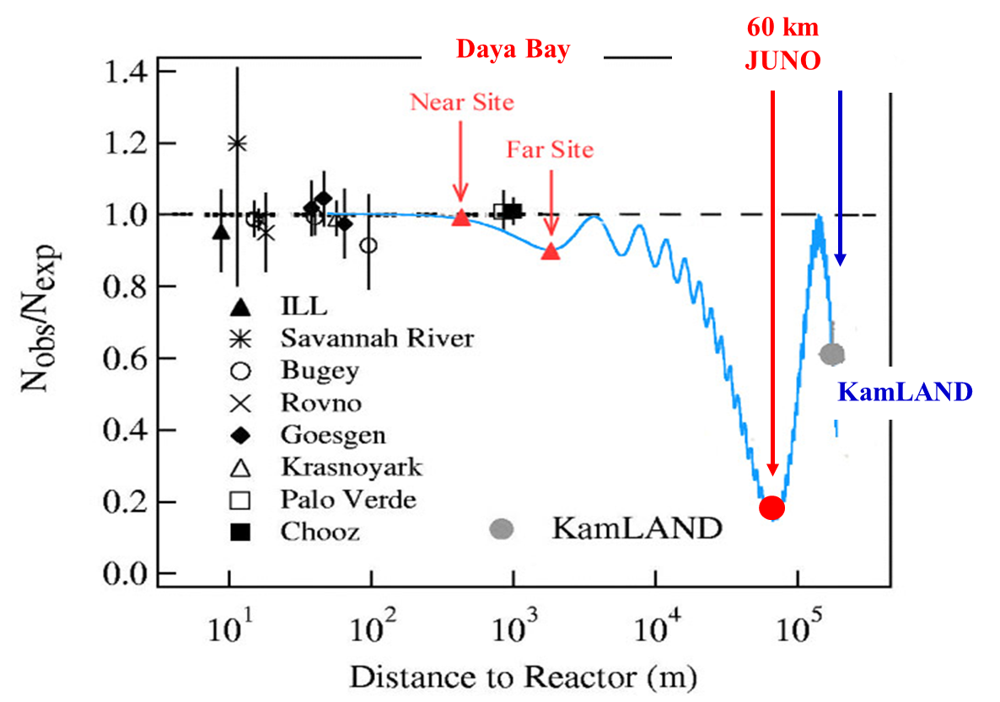 60 km
JUNO
Daya Bay
Near Site
Far Site
1.4
1.2
1.0
0.8
0.6
0.4
0.2
0.0
Nobs/Nexp
ILL
Savannah River
Bugey
Rovno
Goesgen
Krasnoyark
Palo Verde
Chooz
KamLAND
KamLAND
10¹
10²
10³
10⁴
10⁵
Distance to Reactor (m)